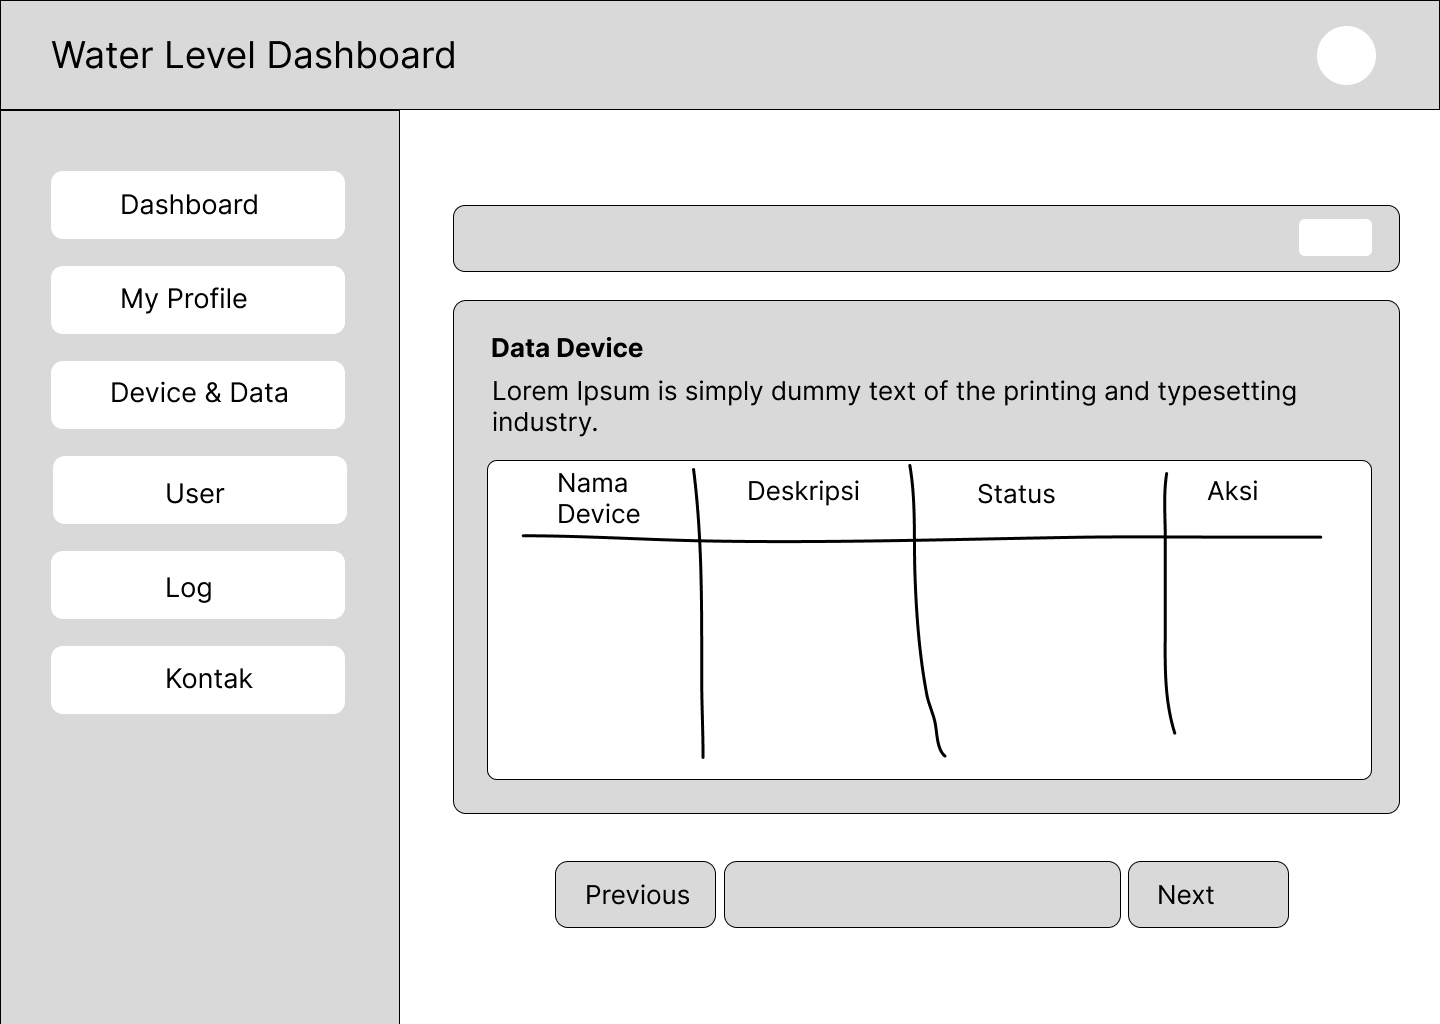 Water Level Dashboard
Dashboard
My Profile
Device & Data
User
Log
Kontak
Data Device
Lorem Ipsum is simply dummy text of the printing and typesetting
industry.
Nama
Device
Deskripsi
Status
Aksi
Previous
Next